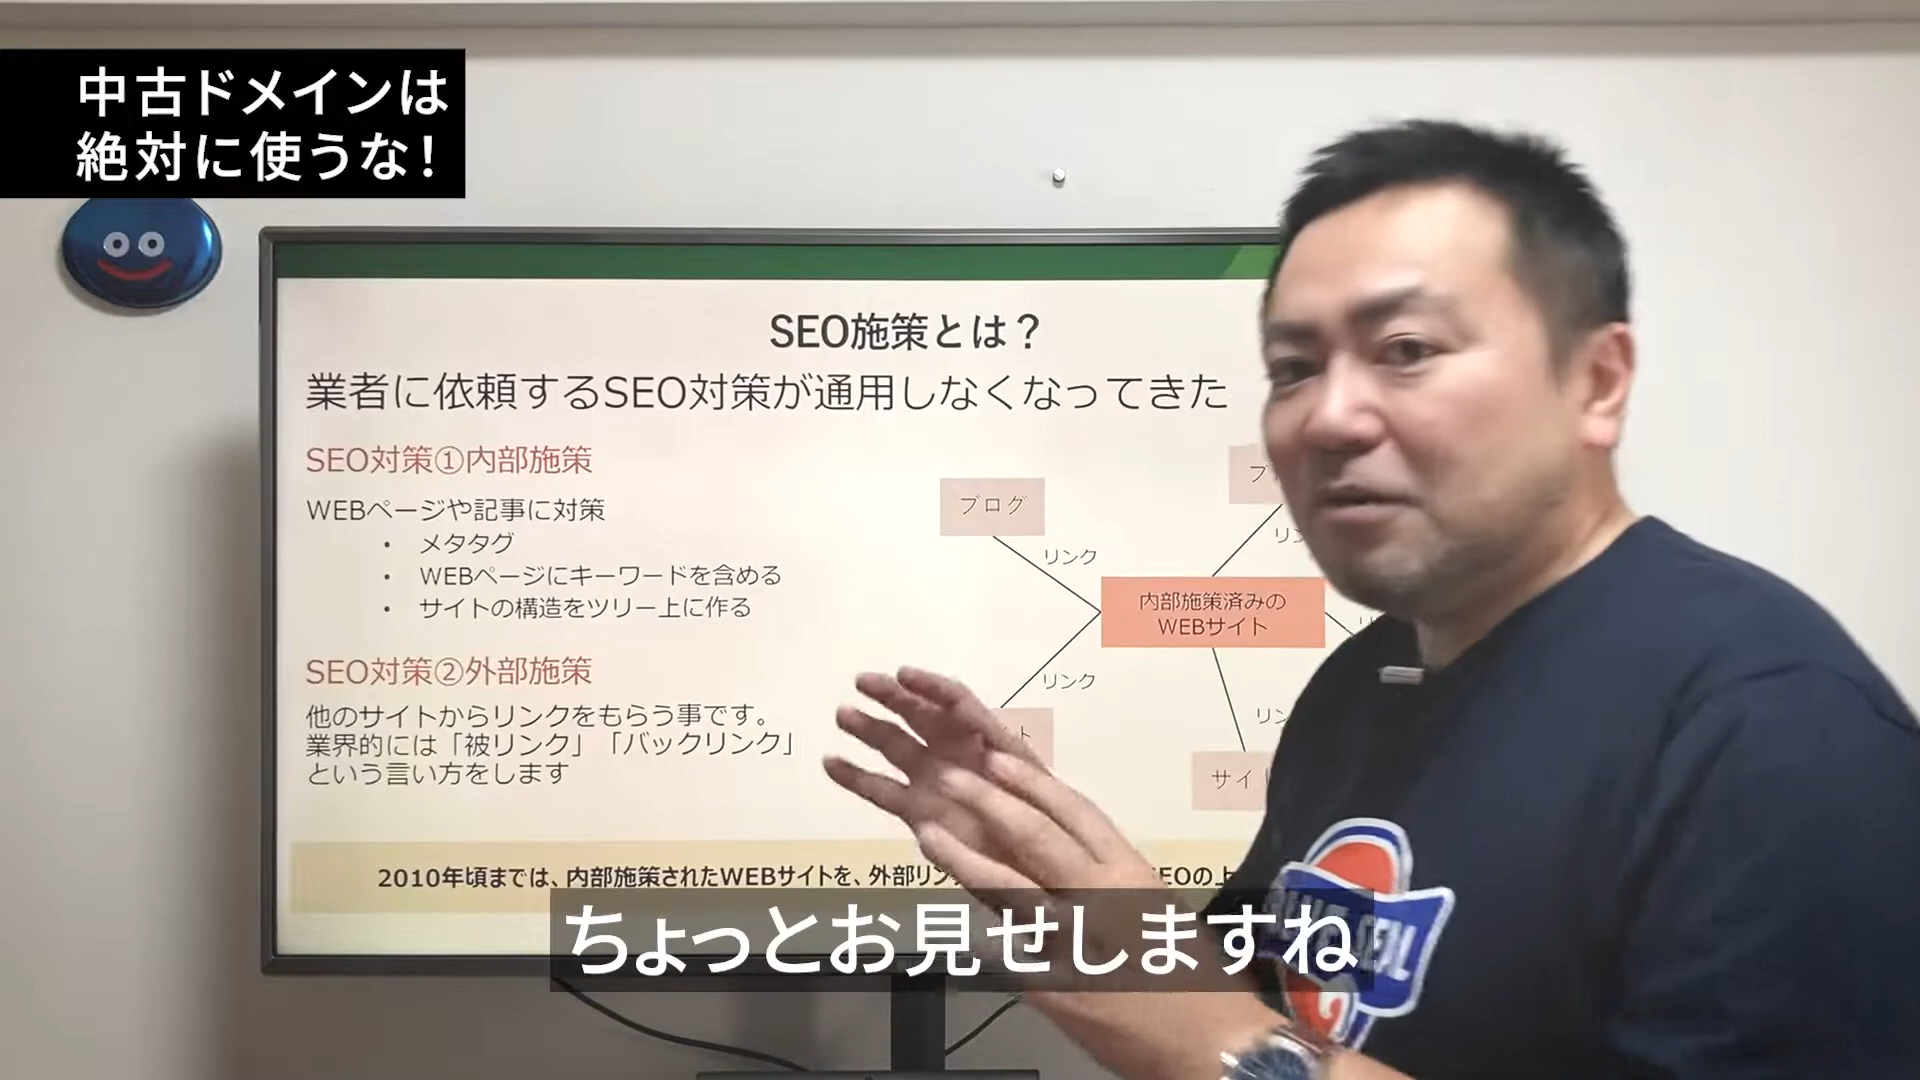 中古ドメインは
絶対に使うな!
SEO施策とは？
業者に依頼するSEO対策が通用しなくなってきた
SEO対策①内部施策
WEBページや記事に対策
・ メタタグ
・ WEBページにキーワードを含める
・ サイトの構造をツリー上に作る
SEO対策②外部施策
他のサイトからリンクをもらう事です。
業界的には「被リンク」「バックリンク」
という言い方をします
ブログ
リンク
内部施策済みの
WEBサイト
リンク
サイ
2010年頃までは、内部施策されたWEBサイトを、外部リン
SEOの上
ちょっとお見せしますね